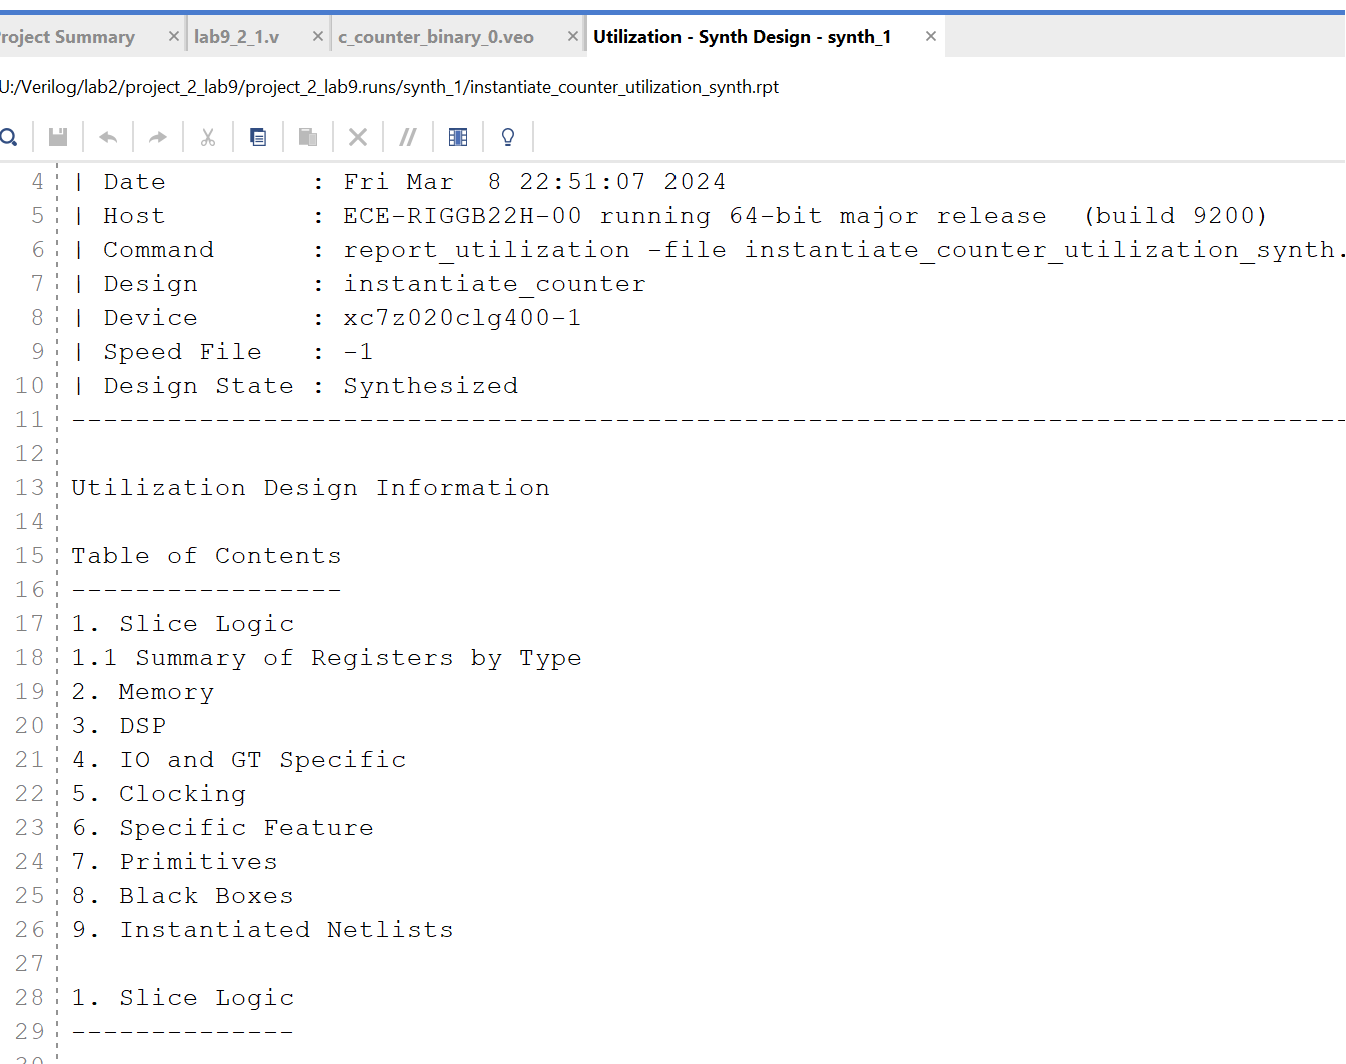 roject Summary × lab9_2_1.v × c_counter_binary_0.veo × Utilization - Synth Design - synth_1 ×
U:/Verilog/lab2/project_2_lab9/project_2_lab9.runs/synth_1/instantiate_counter_utilization_synth.rpt
4 | Date : Fri Mar 8 22:51:07 2024
5 | Host : ECE-RIGGB22H-00 running 64-bit major release (build 9200)
6 | Command : report_utilization -file instantiate_counter_utilization_synth.
7 | Design : instantiate_counter
8 | Device : xc7z020clg400-1
9 | Speed File : -1
10 | Design State : Synthesized
11 --------------------------------------------------------------------------------
12
13 Utilization Design Information
14
15 Table of Contents
16 -----------------
17 1. Slice Logic
18 1.1 Summary of Registers by Type
19 2. Memory
20 3. DSP
21 4. IO and GT Specific
22 5. Clocking
23 6. Specific Feature
24 7. Primitives
25 8. Black Boxes
26 9. Instantiated Netlists
27
28 1. Slice Logic
29 --------------
30